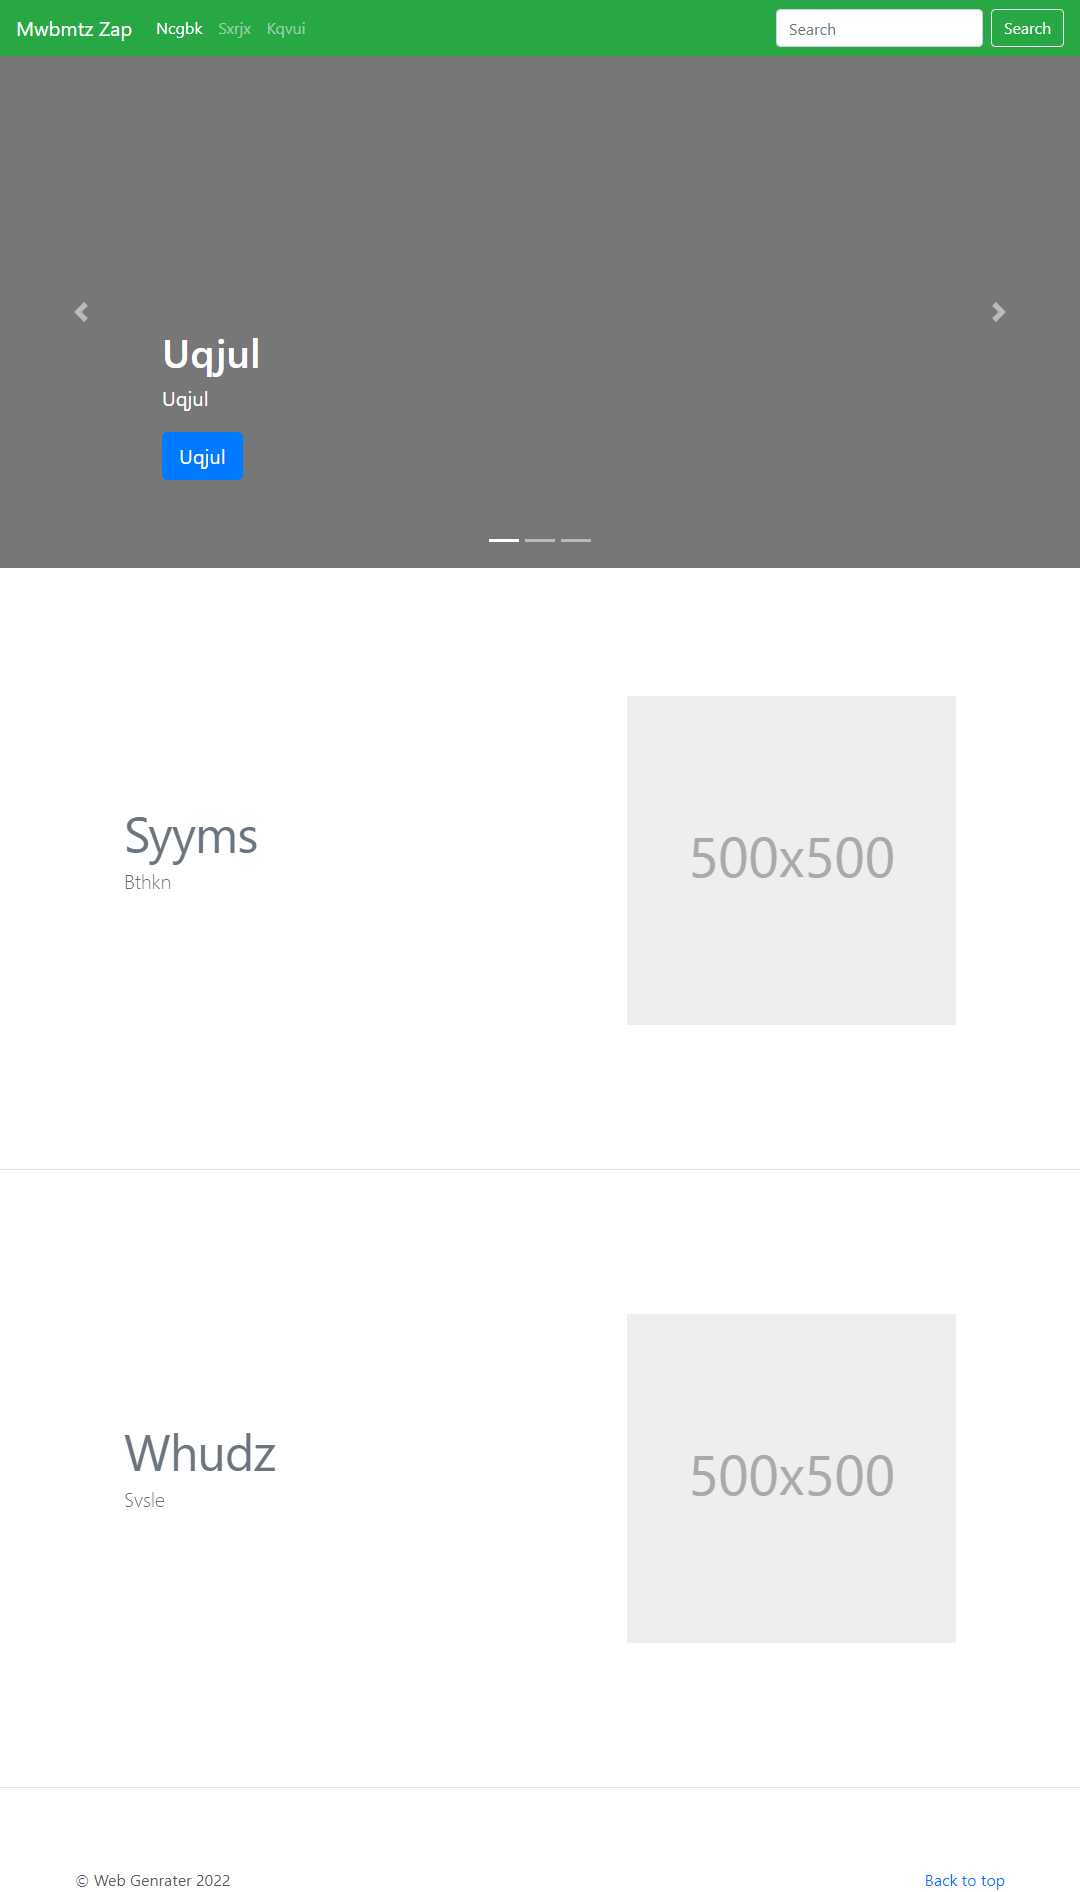 Mwbmtz Zap Ncgbk Sxrjx Kqvui Search Search
Uqjul
Uqjul
Uqjul
Syyms
Bthkn
500x500
Whudz
Svsle
500x500
© Web Genrater 2022 Back to top